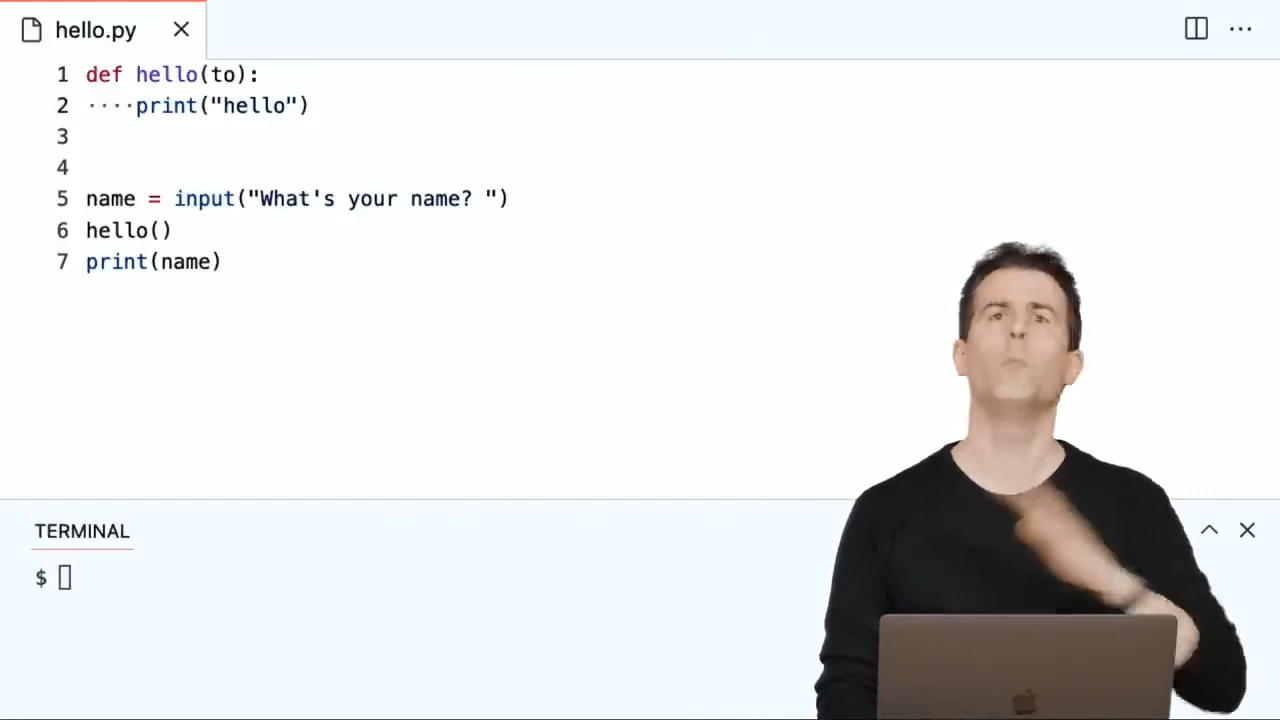 hello.py
1 def hello(to):
2 ····print("hello")
3
4
5 name = input("What's your name? ")
6 hello()
7 print(name)
TERMINAL
$